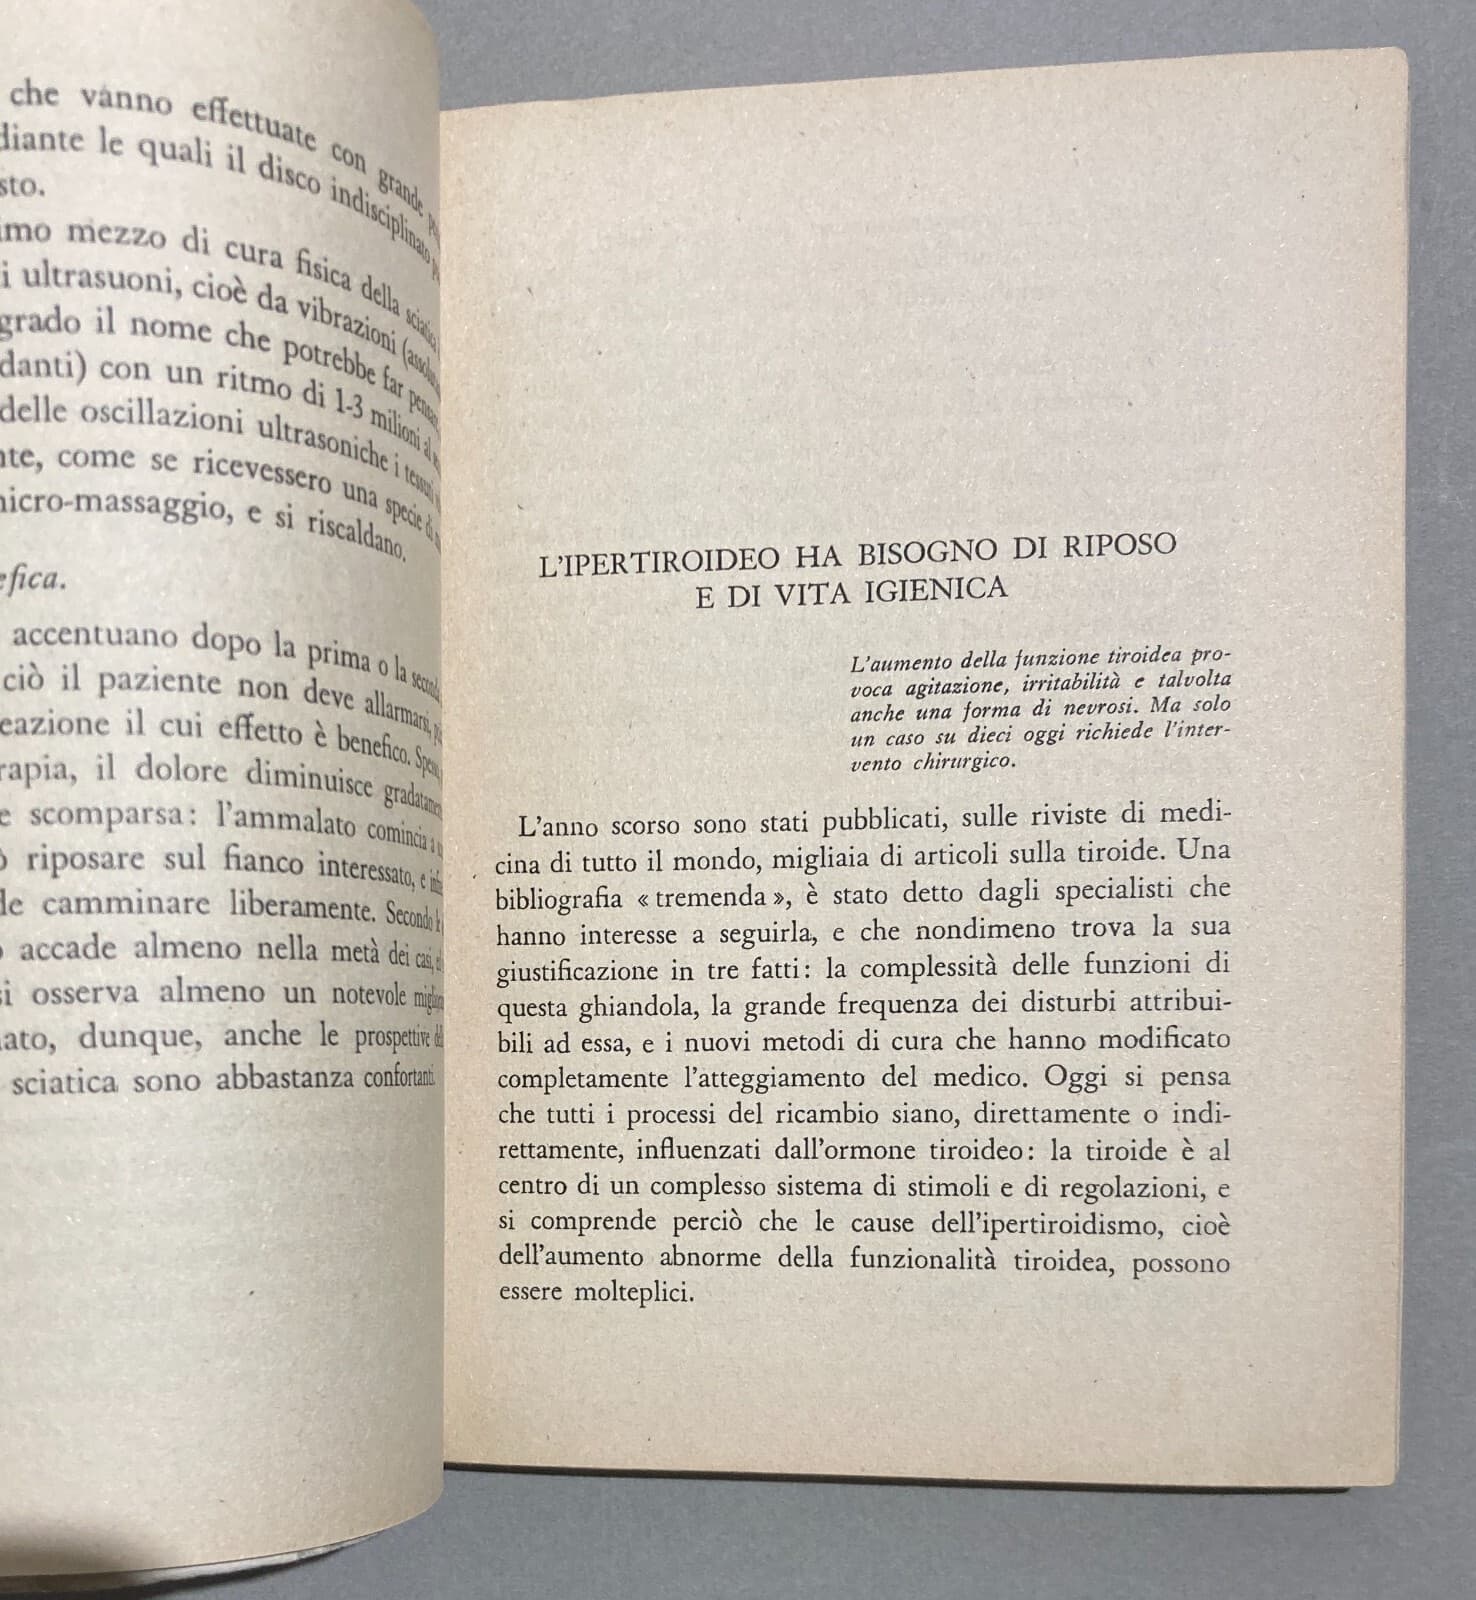 che vanno effettuate con grande
diante le quali il disco indisciplinato
sto.
imo mezzo di cura fisica della sciatica
i ultrasuoni, cioè da vibrazioni
grado il nome che potrebbe far
danti) con un ritmo di 1-3 milioni al
delle oscillazioni ultrasoniche i tessuti
nte, come se ricevessero una specie di
micro-massaggio, e si riscaldano.
efica.
accentuano dopo la prima o la seconda
ciò il paziente non deve allarmarsi,
eazione il cui effetto è benefico.
rapia, il dolore diminuisce
e scomparsa: l'ammalato comincia a
ò riposare sul fianco interessato, e
le camminare liberamente. Secondo
o accade almeno nella metà dei casi,
si osserva almeno un notevole
ato, dunque, anche le prospettive
sciatica sono abbastanza confortanti.
L'IPERTIROIDEO HA BISOGNO DI RIPOSO
E DI VITA IGIENICA
L'aumento della funzione tiroidea pro-
voca agitazione, irritabilità e talvolta
anche una forma di nevrosi. Ma solo
un caso su dieci oggi richiede l'inter-
vento chirurgico.
L'anno scorso sono stati pubblicati, sulle riviste di medi-
cina di tutto il mondo, migliaia di articoli sulla tiroide. Una
bibliografia « tremenda », è stato detto dagli specialisti che
hanno interesse a seguirla, e che nondimeno trova la sua
giustificazione in tre fatti: la complessità delle funzioni di
questa ghiandola, la grande frequenza dei disturbi attribui-
bili ad essa, e i nuovi metodi di cura che hanno modificato
completamente l'atteggiamento del medico. Oggi si pensa
che tutti i processi del ricambio siano, direttamente o indi-
rettamente, influenzati dall'ormone tiroideo: la tiroide è al
centro di un complesso sistema di stimoli e di regolazioni, e
si comprende perciò che le cause dell'ipertiroidismo, cioè
dell'aumento abnorme della funzionalità tiroidea, possono
essere molteplici.